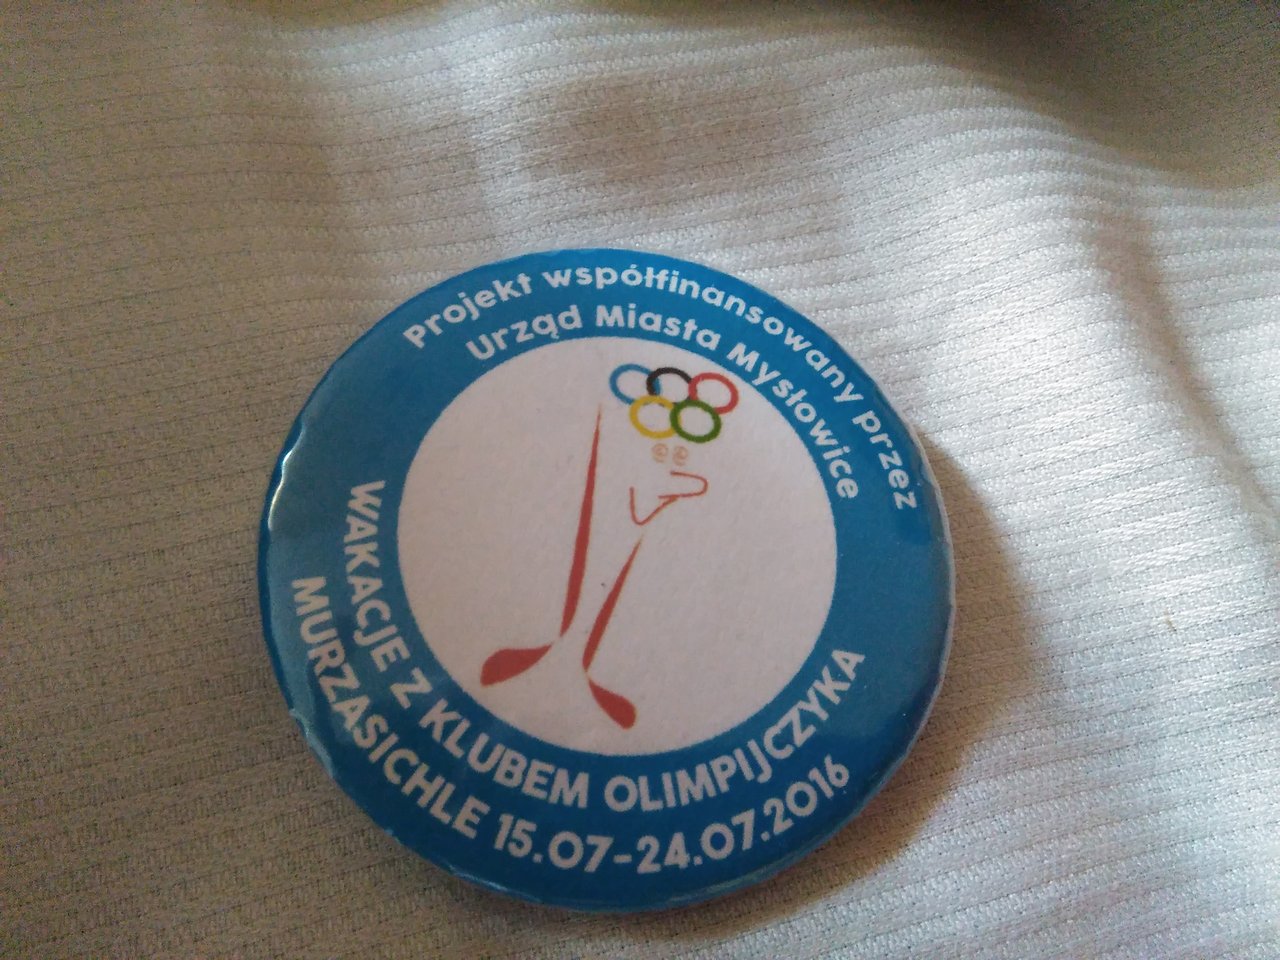 Projekt współfinansowany przez
Urząd Miasta Mysłowice
WAKACJE Z KLUBEM OLIMPIJCZYKA
MURZASICHLE 15.07-24.07.2016